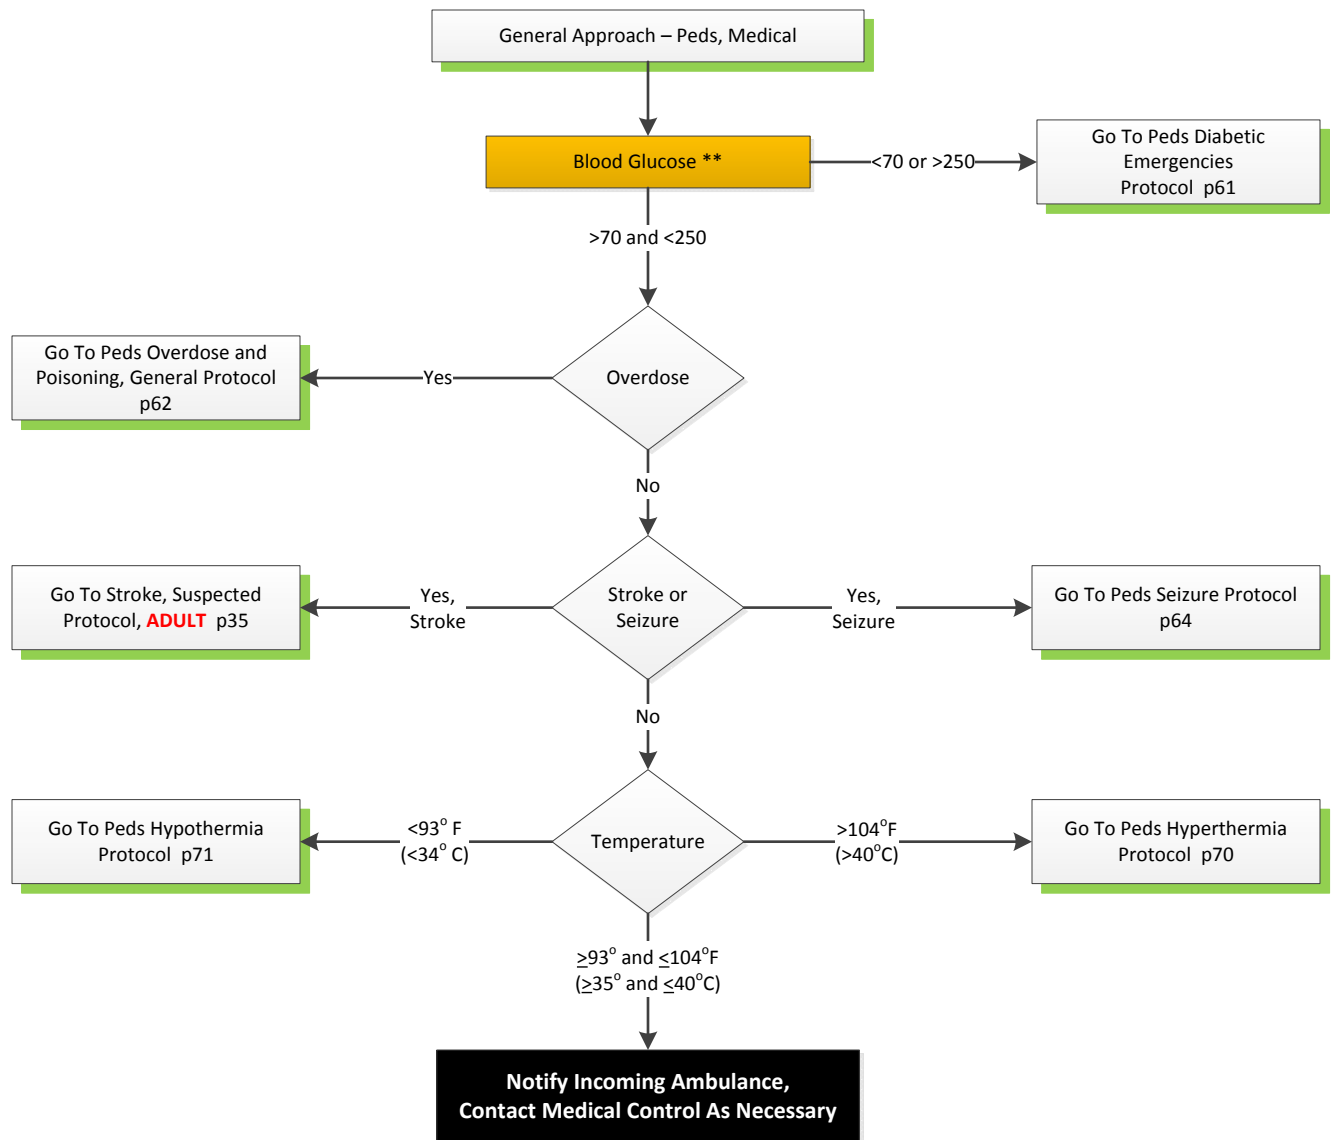 General Approach – Peds, Medical
Blood Glucose **
<70 or >250
Go To Peds Diabetic
Emergencies
Protocol  p61
>70 and <250
Go To Peds Overdose and
Poisoning, General Protocol
p62
Yes
Overdose
No
Go To Stroke, Suspected
Protocol, ADULT  p35
Yes,
Stroke
Stroke or
Seizure
Yes,
Seizure
Go To Peds Seizure Protocol
p64
No
Go To Peds Hypothermia
Protocol  p71
<93° F
(<34° C)
Temperature
>104°F
(>40°C)
Go To Peds Hyperthermia
Protocol  p70
≥93° and ≤104°F
(≥35° and ≤40°C)
Notify Incoming Ambulance,
Contact Medical Control As Necessary